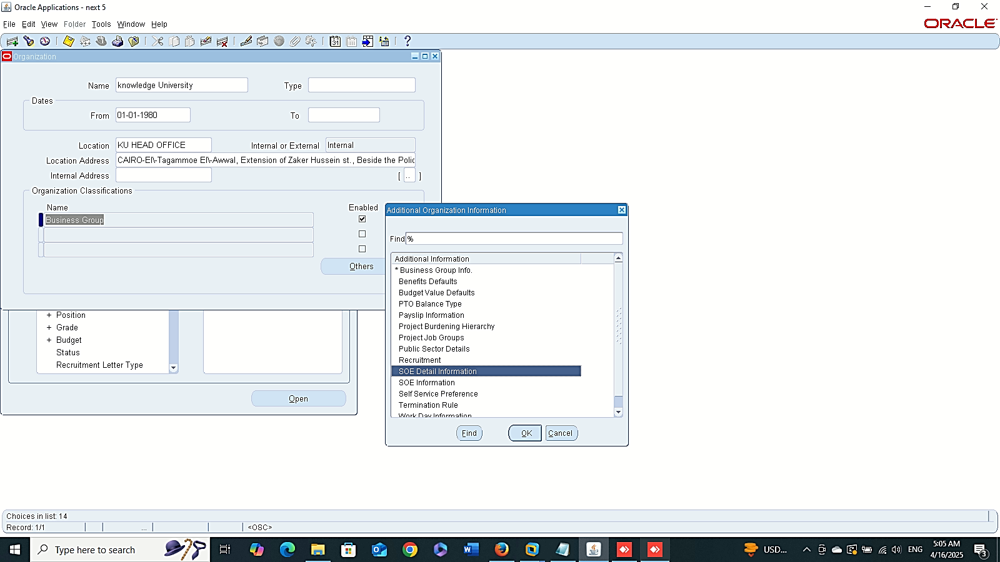 Oracle Applications - next 5
File Edit View Folder Tools Window Help
ORACLE
31
?
Organization
Name knowledge University Type
Dates
From 01-01-1980 To
Location KU HEAD OFFICE Internal or External Internal
Location Address CAIRO-El\-Tagammoe El\-Awwal, Extension of Zaker Hussein st., Beside the Polic
Internal Address [ .. ]
Organization Classifications
Name Enabled
Business Group
Others
+ Position
+ Grade
+ Budget
Status
Recruitment Letter Type
Open
Additional Organization Information
Find %
Additional Information
* Business Group Info.
Benefits Defaults
Budget Value Defaults
PTO Balance Type
Payslip Information
Project Burdening Hierarchy
Project Job Groups
Public Sector Details
Recruitment
SOE Detail Information
SOE Information
Self Service Preference
Termination Rule
Work Day Information
Find OK Cancel
Choices in list: 14
Record: 1/1 ... <OSC>
Type here to search
USD...
ENG
5:05 AM
4/16/2025
3